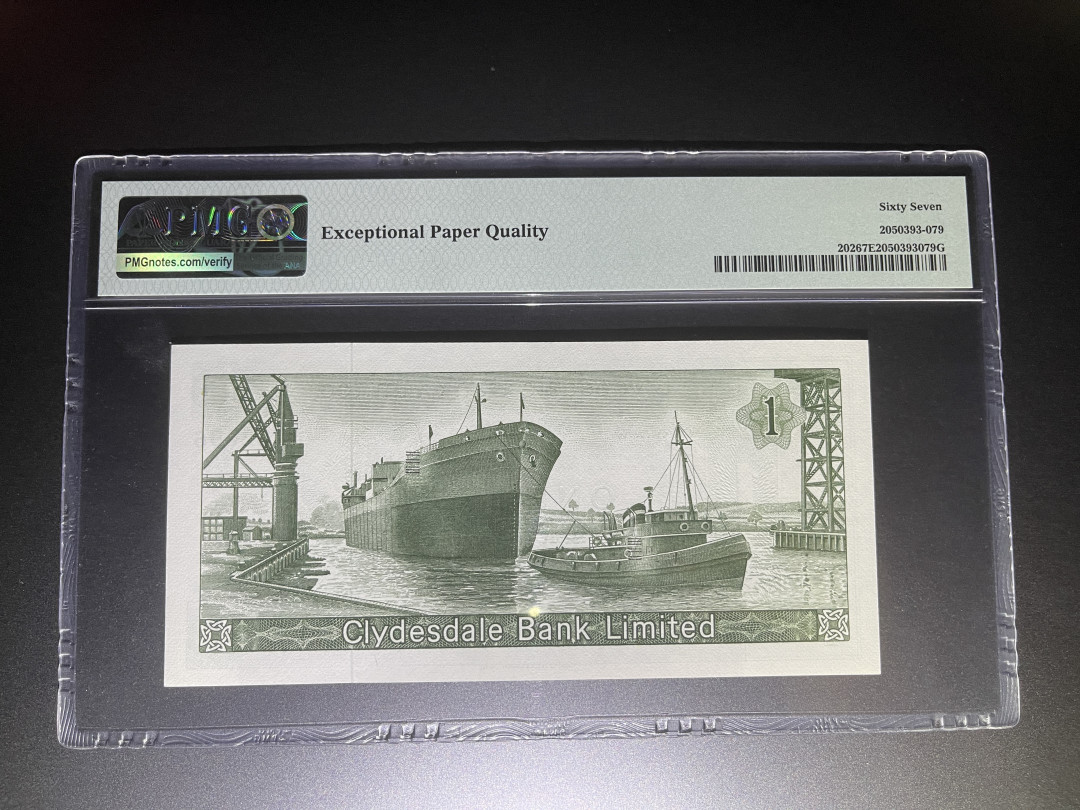 PMG
PMGnotes.com/verify
Exceptional Paper Quality
Sixty Seven
2050393-079
20267E2050393079G
1
Clydesdale Bank Limited